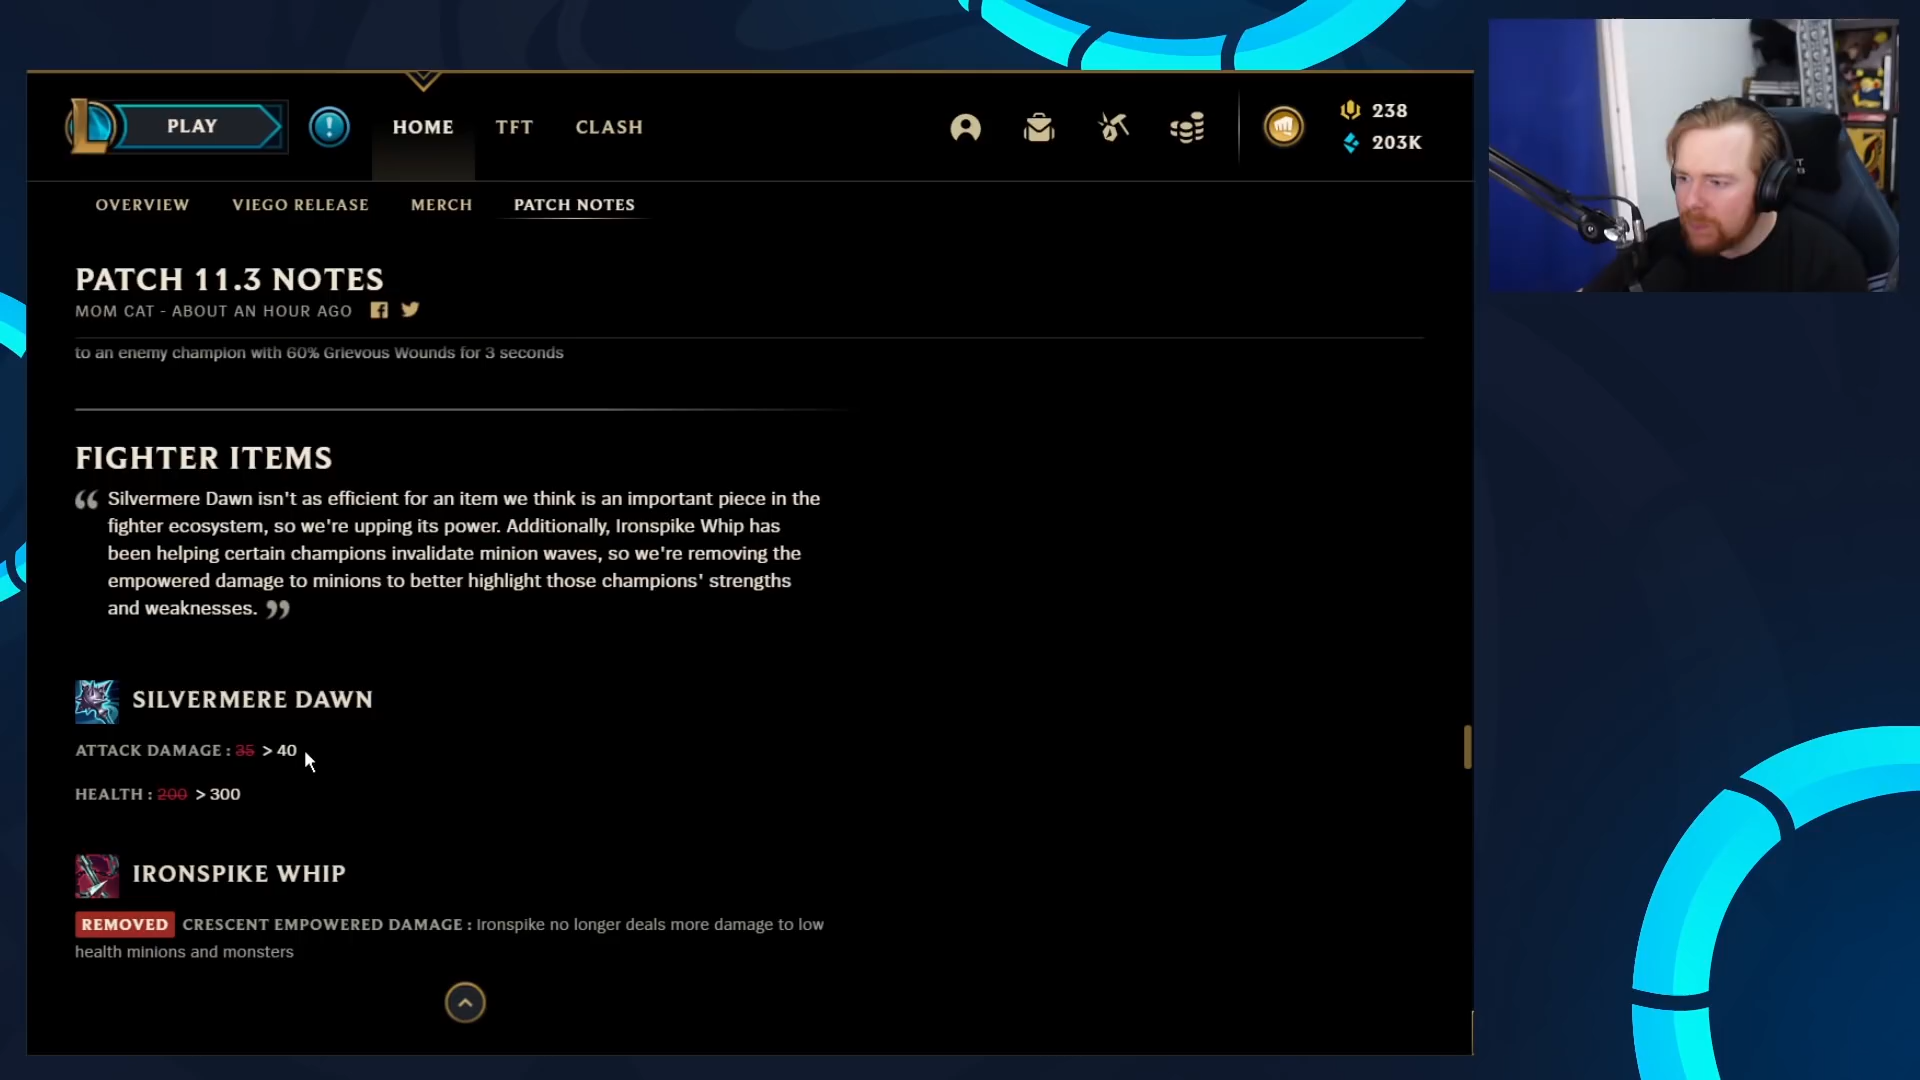 PLAY
HOME
TFT
CLASH
238
203K
OVERVIEW
VIEGO RELEASE
MERCH
PATCH NOTES
PATCH 11.3 NOTES
MOM CAT - ABOUT AN HOUR AGO
to an enemy champion with 60% Grievous Wounds for 3 seconds
FIGHTER ITEMS
“ Silvermere Dawn isn't as efficient for an item we think is an important piece in the
fighter ecosystem, so we're upping its power. Additionally, Ironspike Whip has
been helping certain champions invalidate minion waves, so we're removing the
empowered damage to minions to better highlight those champions' strengths
and weaknesses. ”
SILVERMERE DAWN
ATTACK DAMAGE : 35 > 40
HEALTH : 200 > 300
IRONSPIKE WHIP
REMOVED CRESCENT EMPOWERED DAMAGE : Ironspike no longer deals more damage to low
health minions and monsters